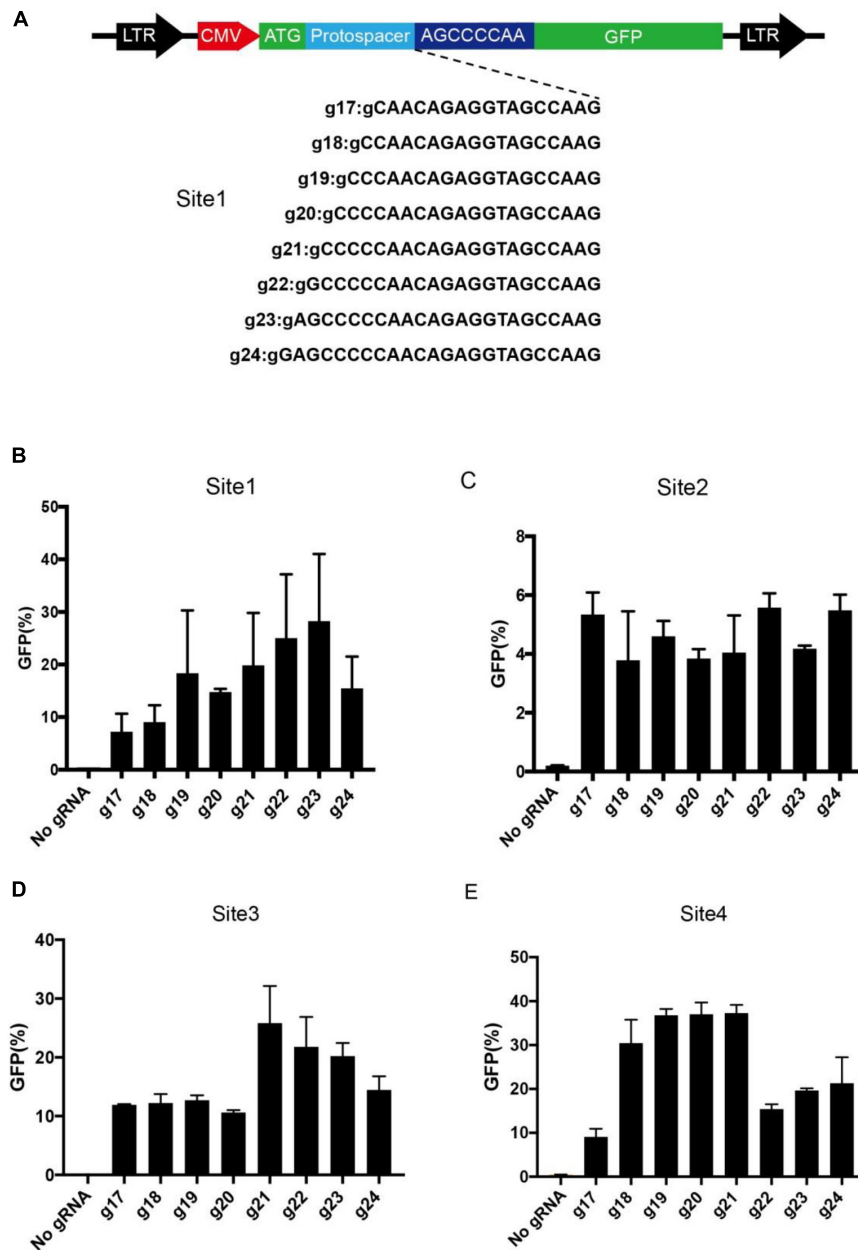 A
LTR CMV ATG Protospacer AGCCCCAA GFP LTR
g17:gCAACAGAGGTAGCCAAG
g18:gCCAACAGAGGTAGCCAAG
Site1
g19:gCCCAACAGAGGTAGCCAAG
g20:gCCCCAACAGAGGTAGCCAAG
g21:gCCCCCAACAGAGGTAGCCAAG
g22:gGCCCCCAACAGAGGTAGCCAAG
g23:gAGCCCCCAACAGAGGTAGCCAAG
g24:gGAGCCCCCAACAGAGGTAGCCAAG
B
Site1
GFP(%)
50
40
30
20
10
0
No gRNA g17 g18 g19 g20 g21 g22 g23 g24
C
Site2
GFP(%)
8
6
4
2
0
No gRNA g17 g18 g19 g20 g21 g22 g23 g24
D
Site3
GFP(%)
40
30
20
10
0
No gRNA g17 g18 g19 g20 g21 g22 g23 g24
E
Site4
GFP(%)
50
40
30
20
10
0
No gRNA g17 g18 g19 g20 g21 g22 g23 g24